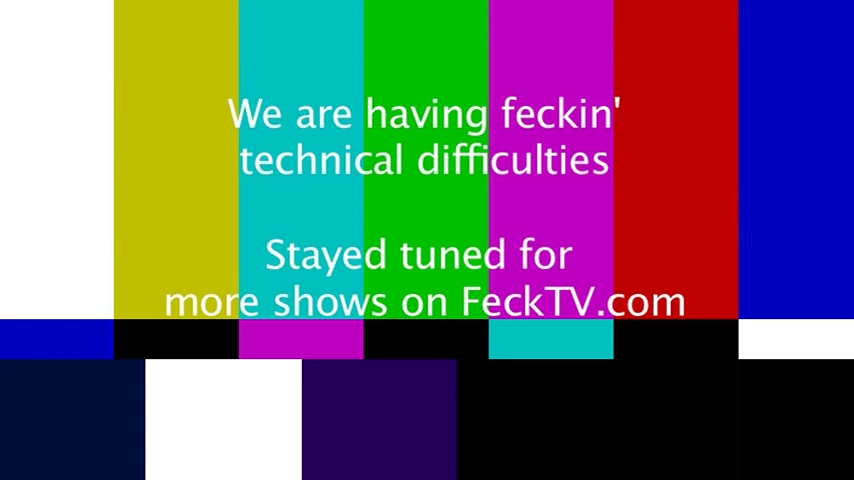 We are having feckin'
technical difficulties
Stayed tuned for
more shows on FeckTV.com